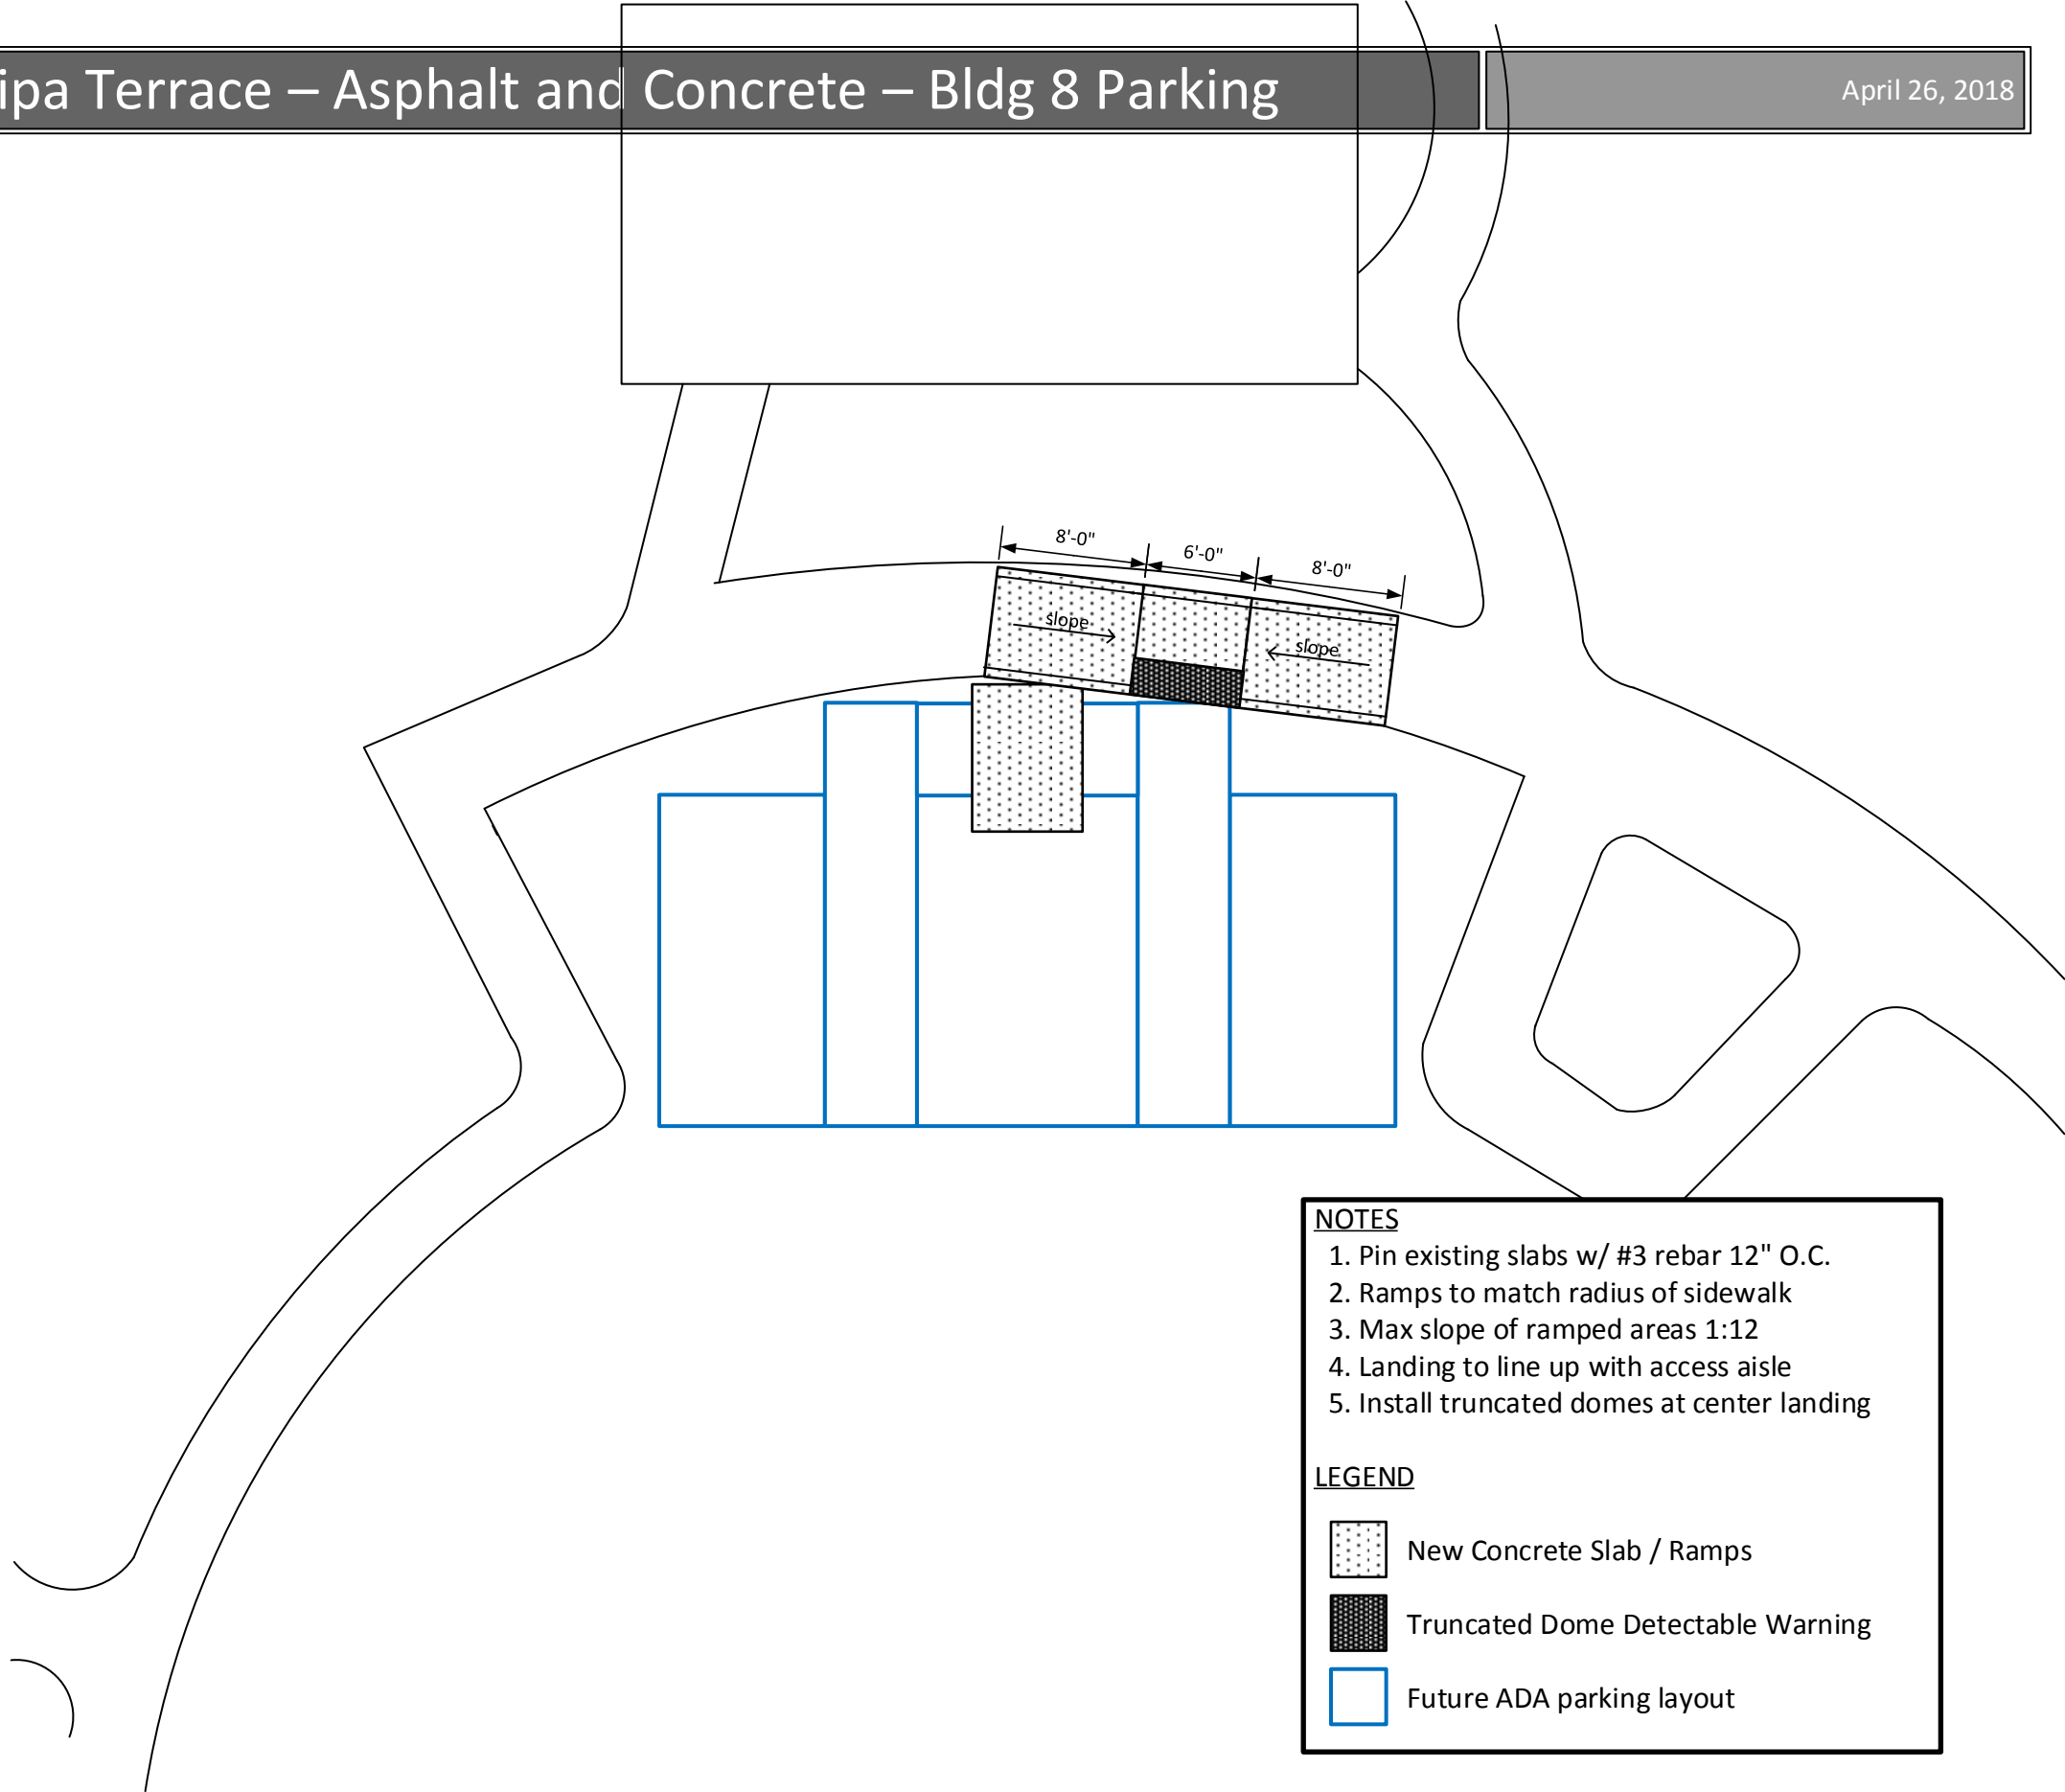 ipa Terrace – Asphalt and Concrete – Bldg 8 Parking
April 26, 2018
8'-0"
6'-0"
8'-0"
slope
slope
NOTES
1. Pin existing slabs w/ #3 rebar 12" O.C.
2. Ramps to match radius of sidewalk
3. Max slope of ramped areas 1:12
4. Landing to line up with access aisle
5. Install truncated domes at center landing
LEGEND
New Concrete Slab / Ramps
Truncated Dome Detectable Warning
Future ADA parking layout